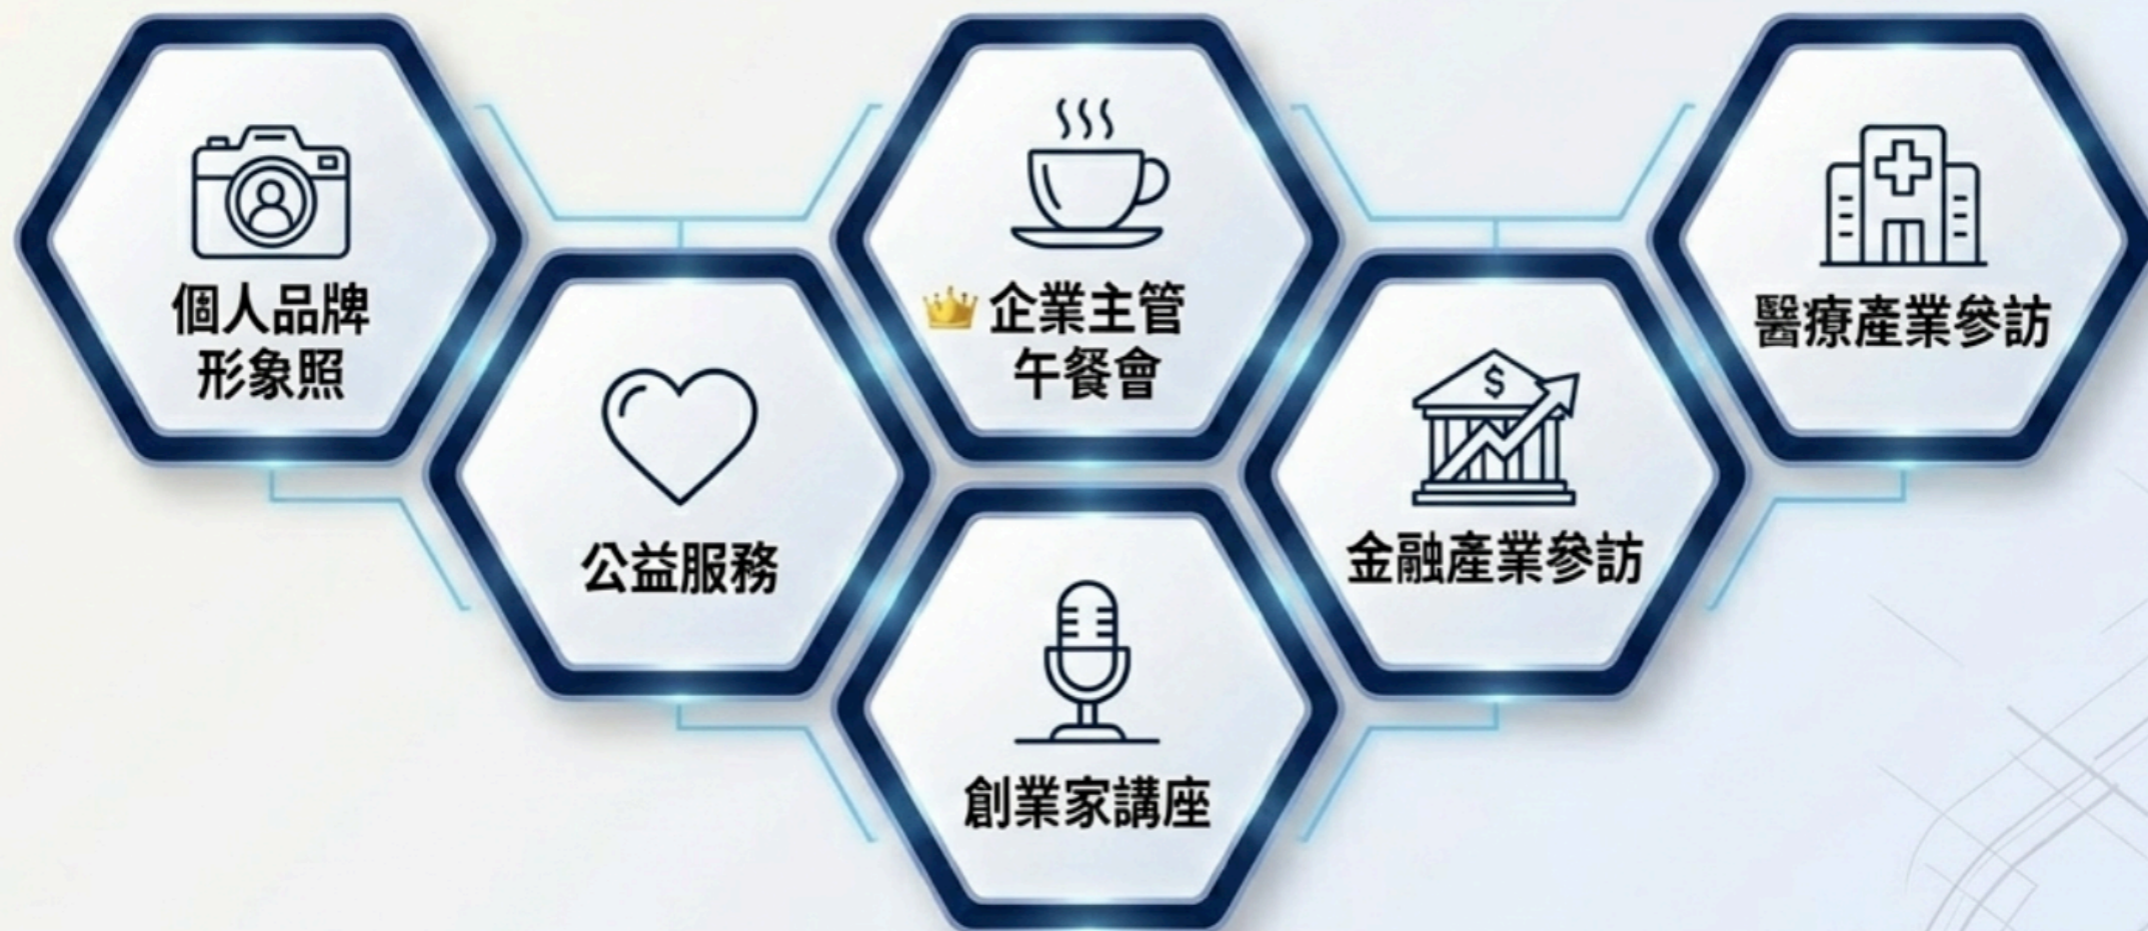 個人品牌
形象照
公益服務
企業主管
午餐會
創業家講座
$
金融產業參訪
醫療產業參訪